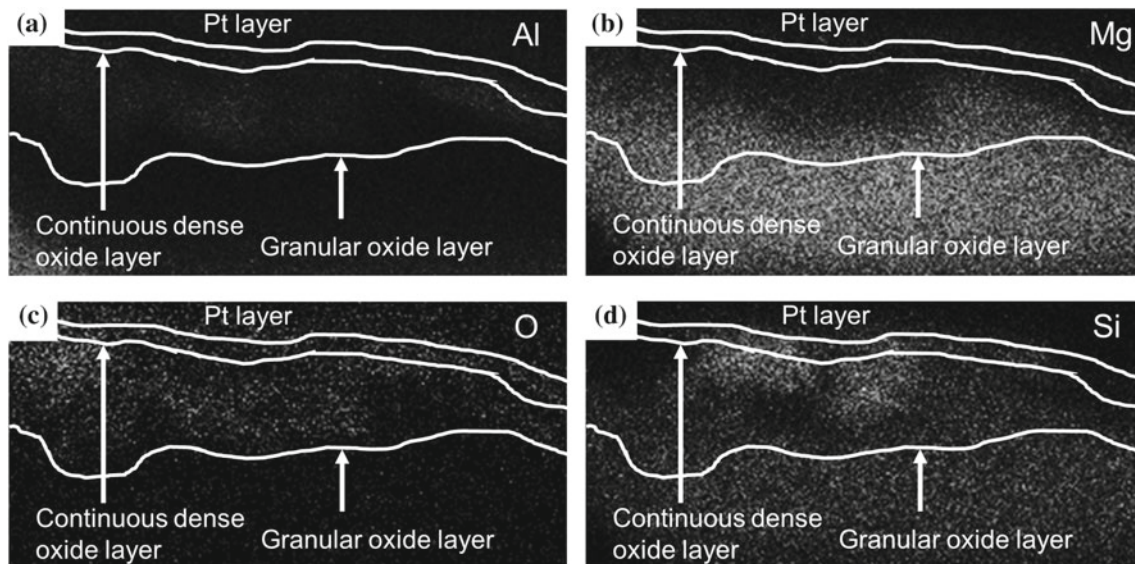 (a)
Pt layer
Al
Continuous dense
oxide layer
Granular oxide layer
(b)
Pt layer
Mg
Continuous dense
oxide layer
Granular oxide layer
(c)
Pt layer
O
Continuous dense
oxide layer
Granular oxide layer
(d)
Pt layer
Si
Continuous dense
oxide layer
Granular oxide layer